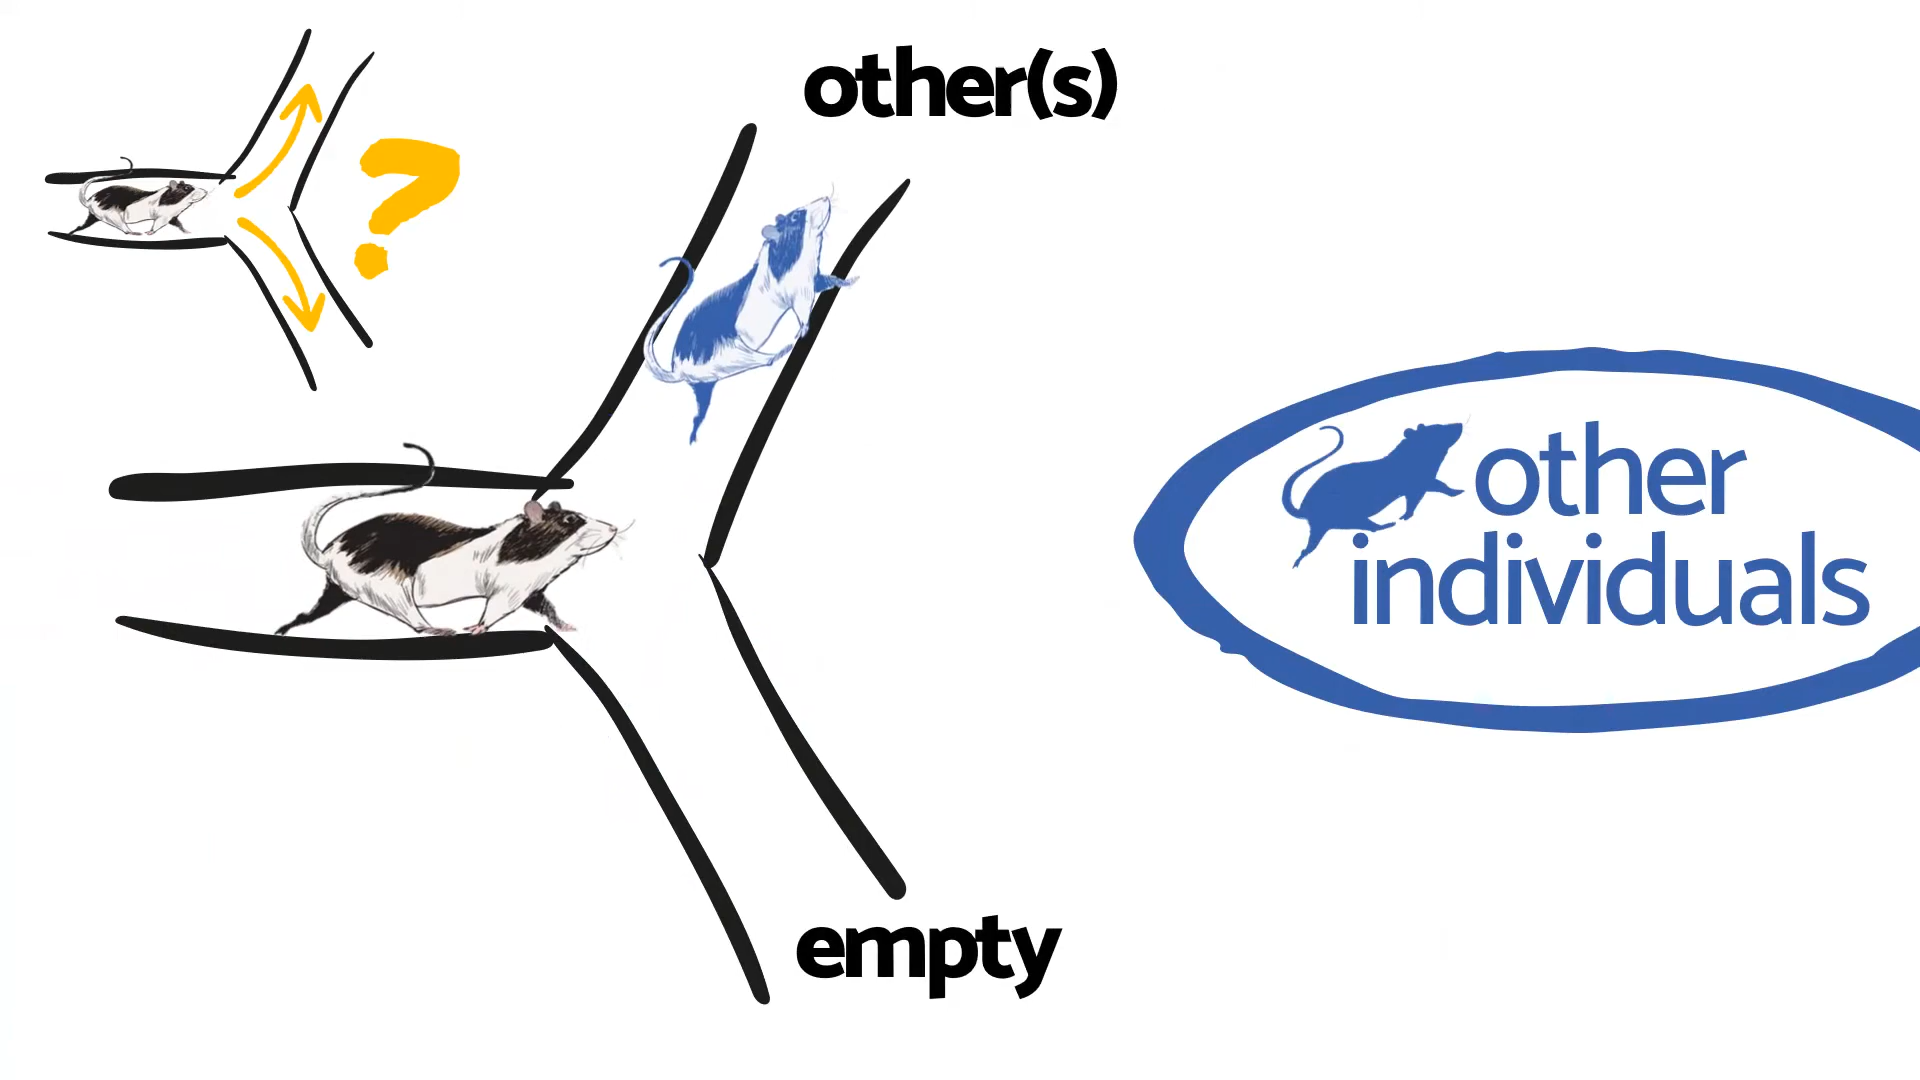 other(s)
?
other
individuals
empty